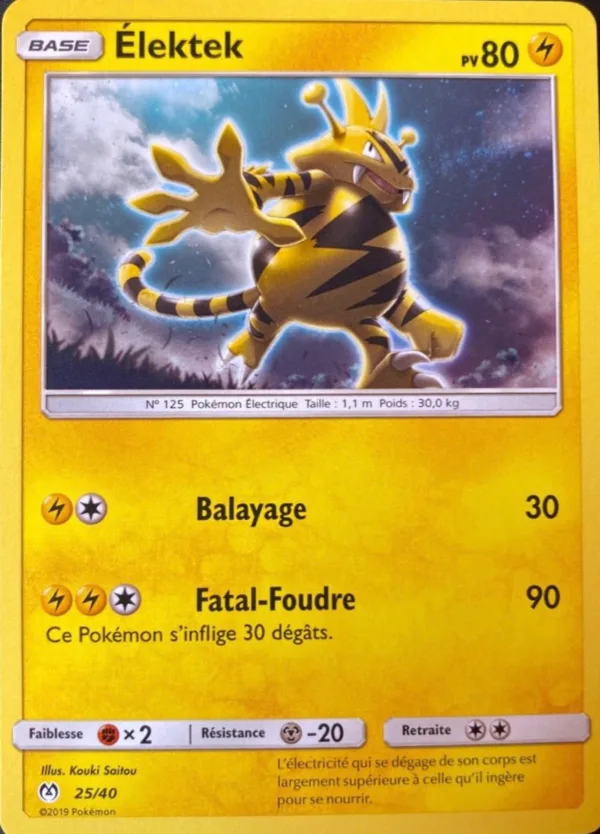 BASE Élektek PV 80
N° 125 Pokémon Électrique Taille : 1,1 m Poids : 30,0 kg
Balayage 30
Fatal-Foudre 90
Ce Pokémon s'inflige 30 dégâts.
Faiblesse × 2 Résistance -20 Retraite
Illus. Kouki Saitou
25/40
©2019 Pokémon
L'électricité qui se dégage de son corps est
largement supérieure à celle qu'il ingère
pour se nourrir.